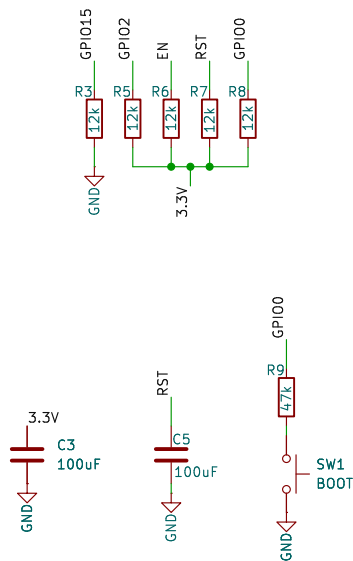 GPIO15
GPIO2
EN
RST
GPIO0
R3
R5
R6
R7
R8
12k
12k
12k
12k
12k
GND
3.3V
GPIO0
R9
47k
RST
3.3V
C3
100uF
C5
100uF
SW1
BOOT
GND
GND
GND